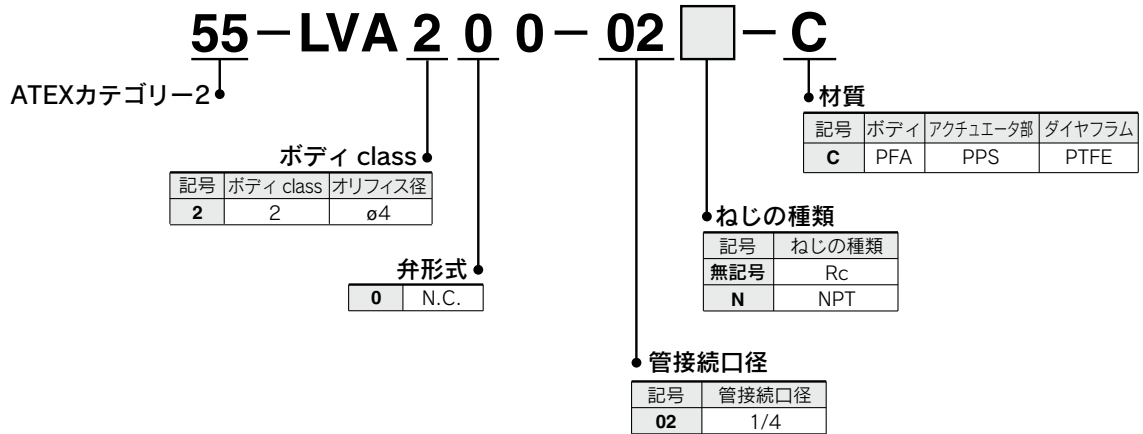 55－LVA 2 0 0－02 －C
ATEXカテゴリー2
材質
記号 ボディ アクチュエータ部 ダイヤフラム
C PFA PPS PTFE
ボディ class
記号 ボディ class オリフィス径
2 2 ø4
ねじの種類
記号 ねじの種類
無記号 Rc
N NPT
弁形式
0 N.C.
管接続口径
記号 管接続口径
02 1/4